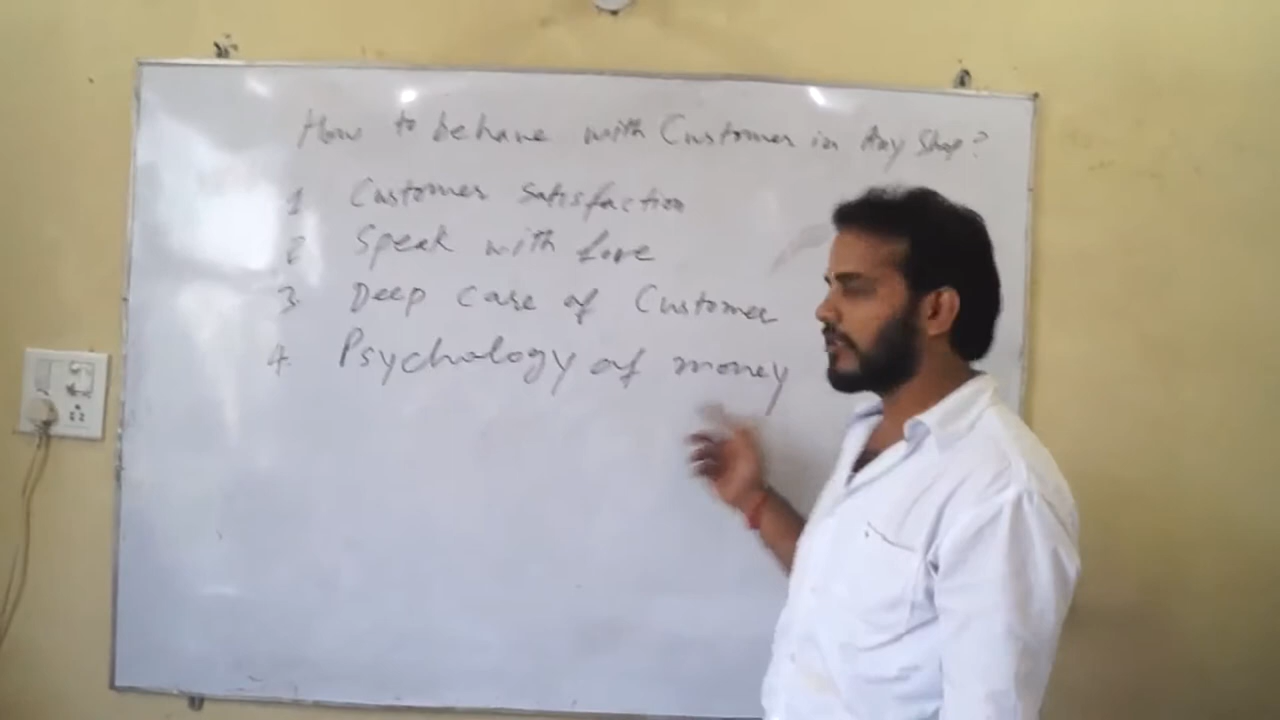 How to behave with Customer in Any Shop?
1 Customer Satisfaction
2 Speak with love
3. Deep Care of Customer
4. Psychology of money